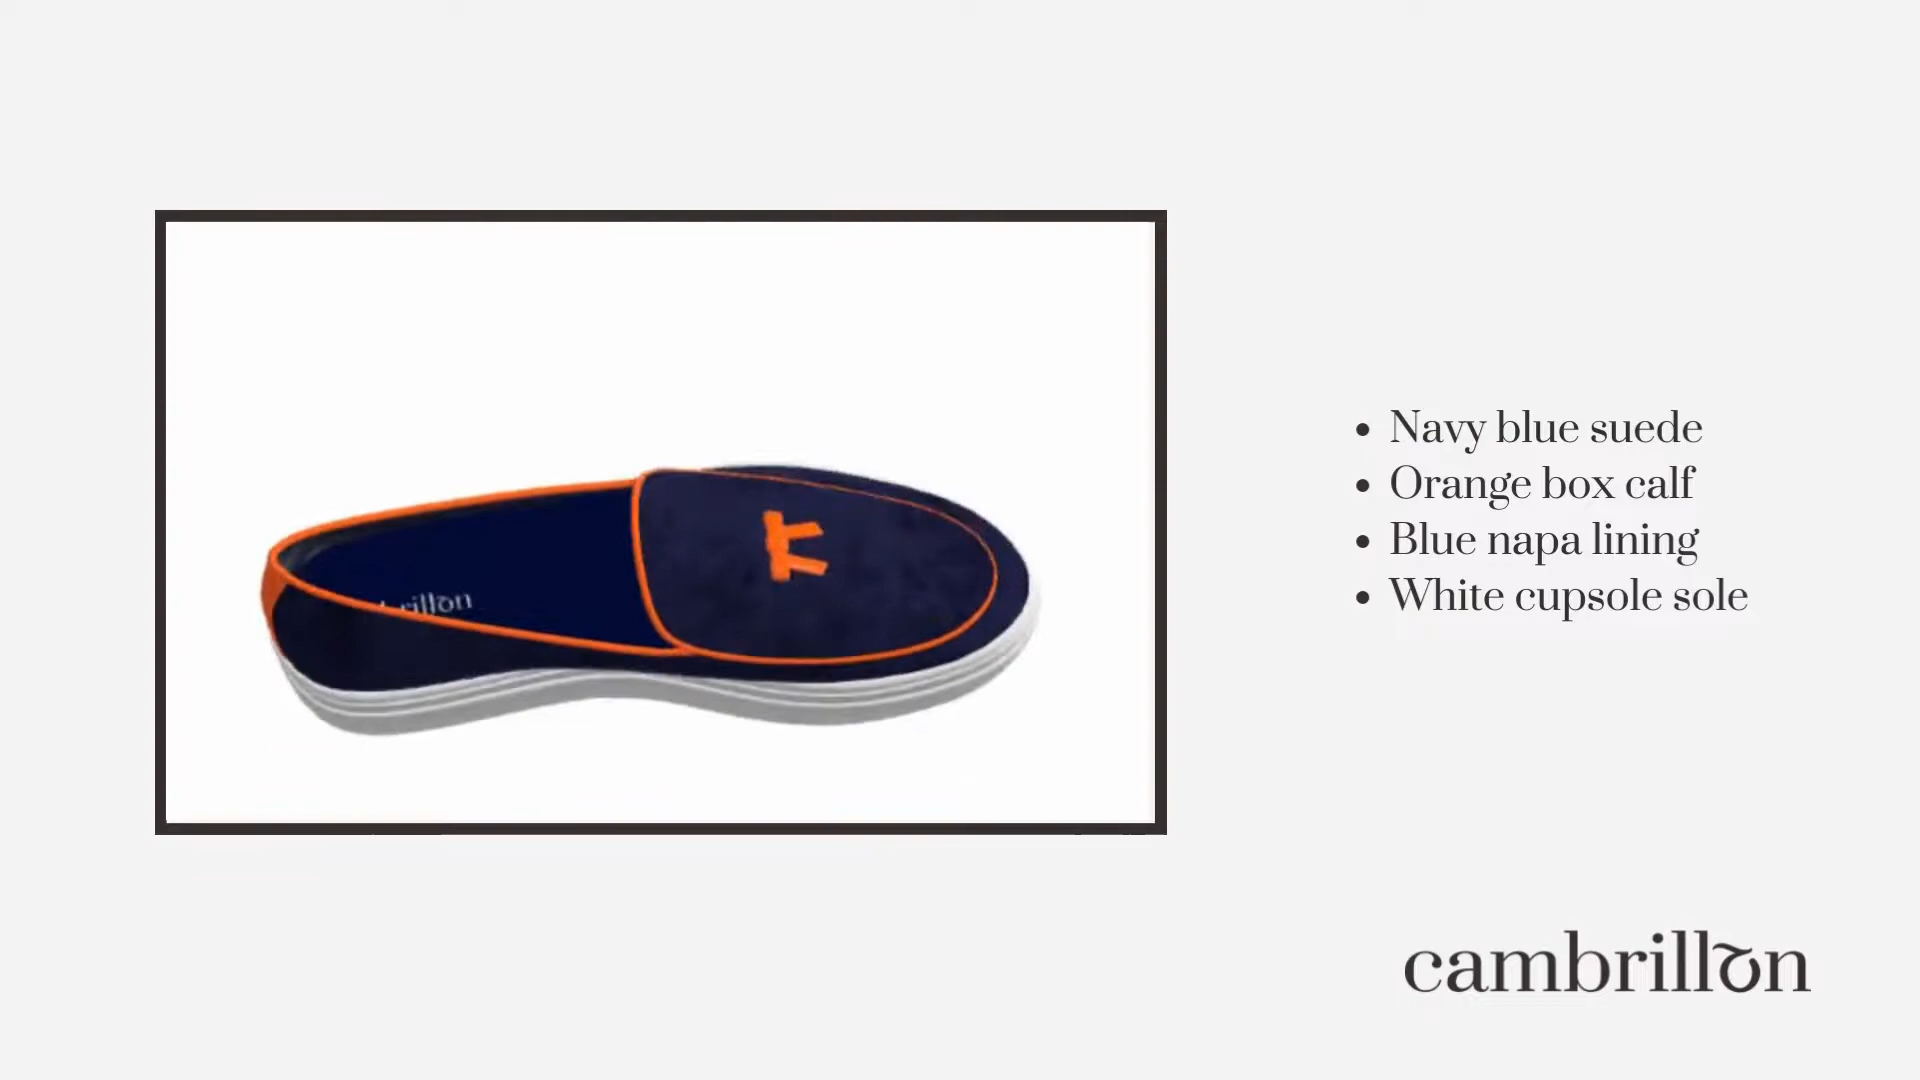 Navy blue suede
Orange box calf
Blue napa lining
White cupsole sole
cambrillon